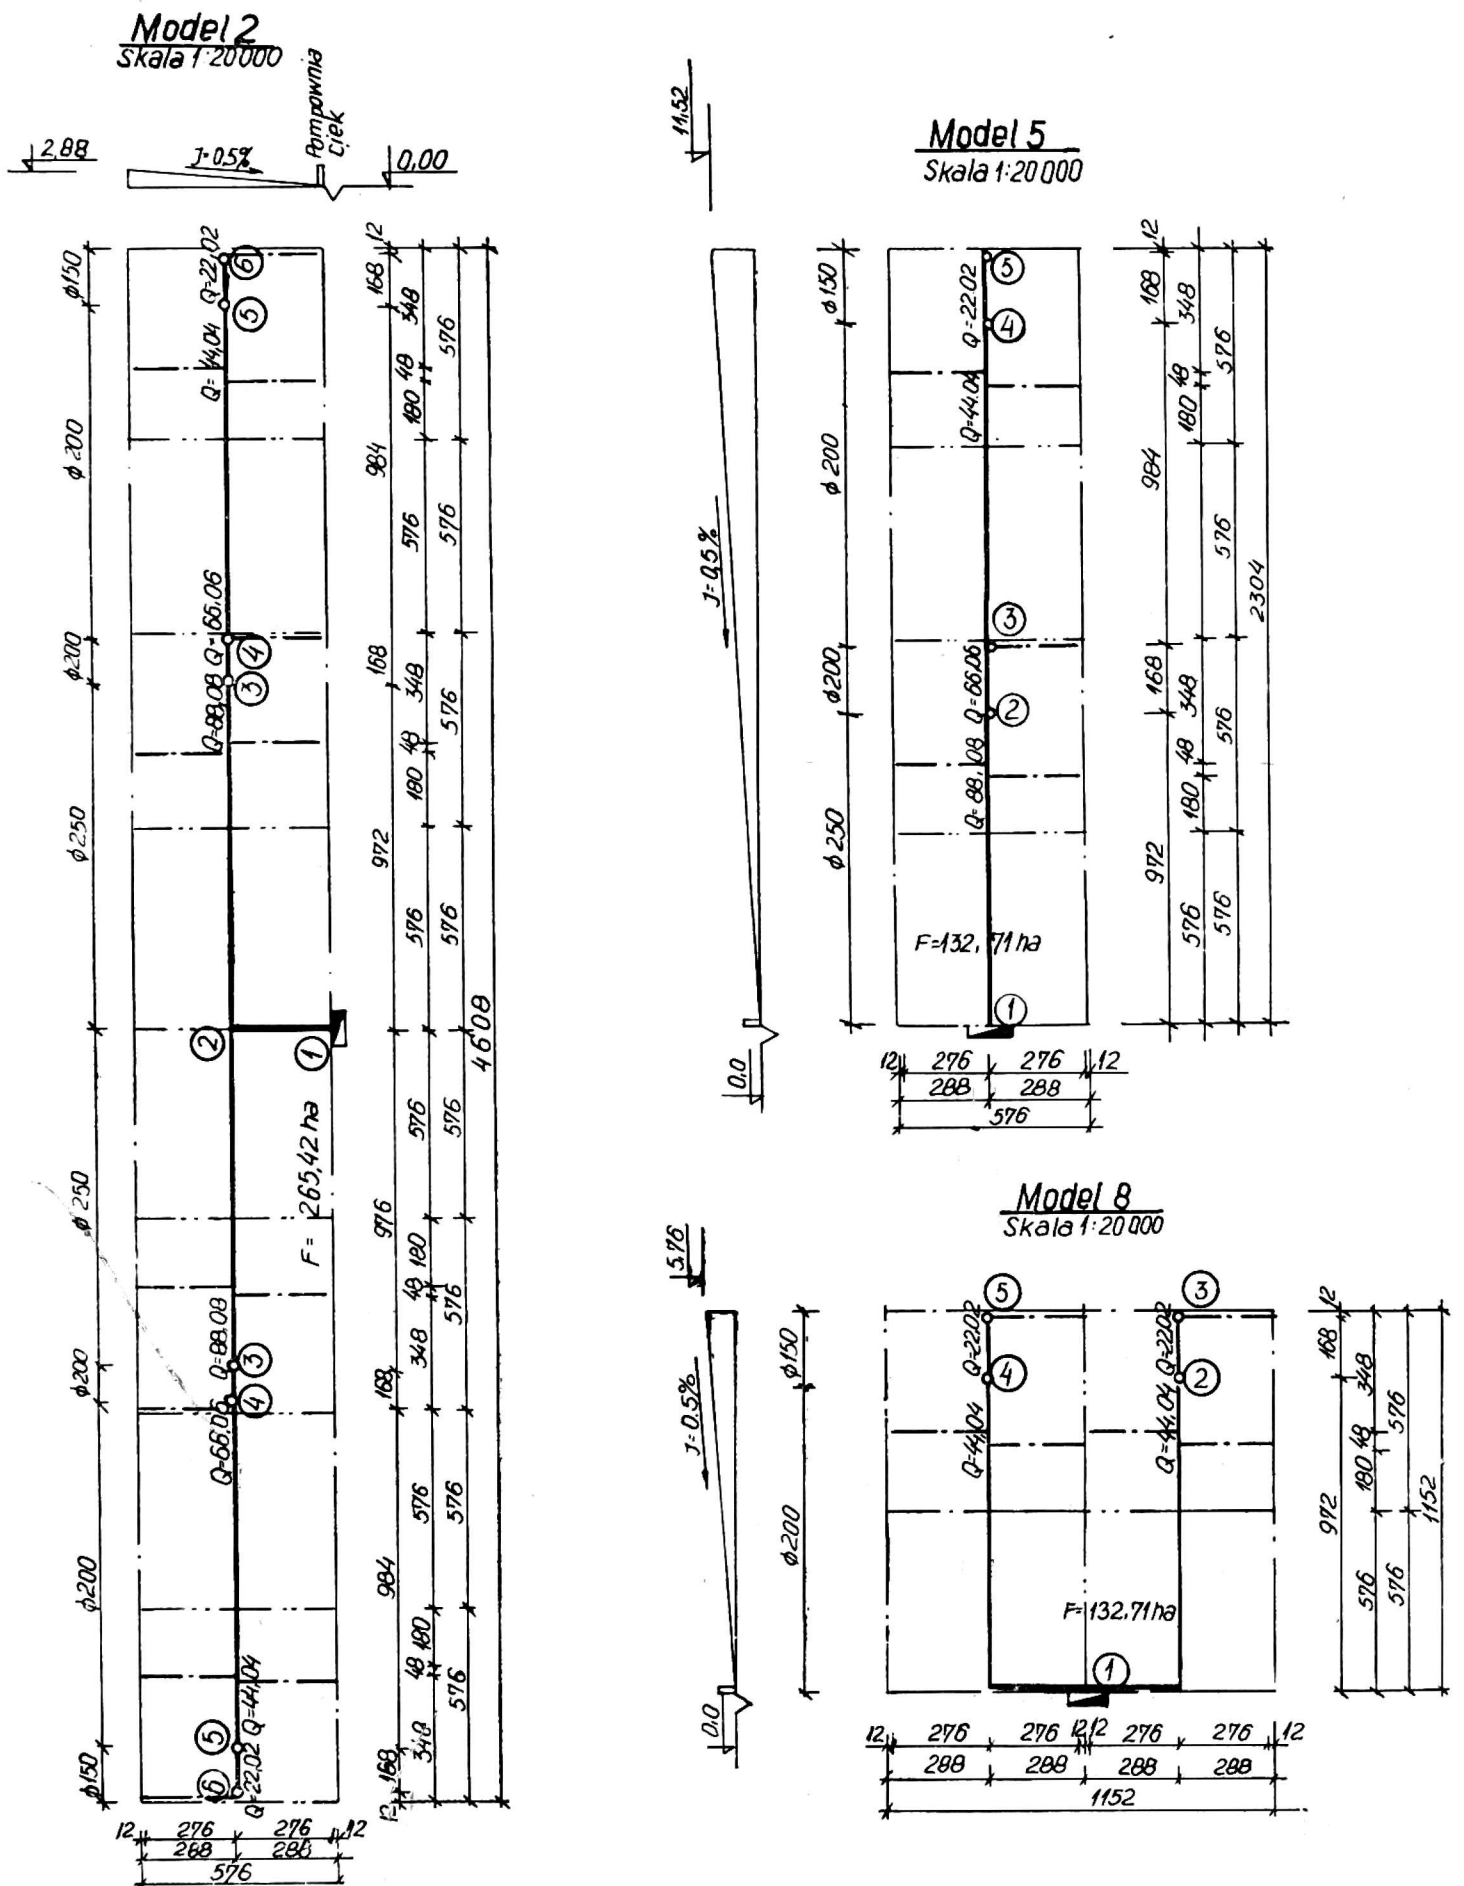 Model 2
Skala 1:20000
Pompownia
Ciek
2,88
J=0,5%
0,00
ϕ150
ϕ200
ϕ200
ϕ250
ϕ250
ϕ200
ϕ200
ϕ150
Q=22,02
6
5
Q=44,04
Q=66,06
4
3
Q=88,08
2
1
F=265,42 ha
Q=88,08
3
4
Q=66,06
Q=44,04
5
Q=22,02
6
12
168
984
168
972
976
168
984
168
12
348
48
180
576
348
48
180
576
576
180
48
348
576
180
48
348
576
576
576
576
576
576
576
576
4608
12 276 276 12
288 288
576
Model 5
Skala 1:20000
11,52
J=0,5%
0,0
ϕ150
ϕ200
ϕ200
ϕ250
5
Q=22.02
4
Q=44.04
3
Q=66,06
2
Q=88,08
F=132,71 ha
1
12
168
984
168
972
348
48
180
348
48
180
576
576
576
576
576
2304
12 276 276 12
288 288
576
Model 8
Skala 1:20000
5,76
J=0.5%
0,0
ϕ150
ϕ200
5
3
Q=22,02
Q=22,02
4
2
Q=44,04
Q=44,04
F=132.71ha
1
12
168
972
348
48
180
576
576
576
1152
12 276 276 12 12 276 276 12
288 288 288 288
1152